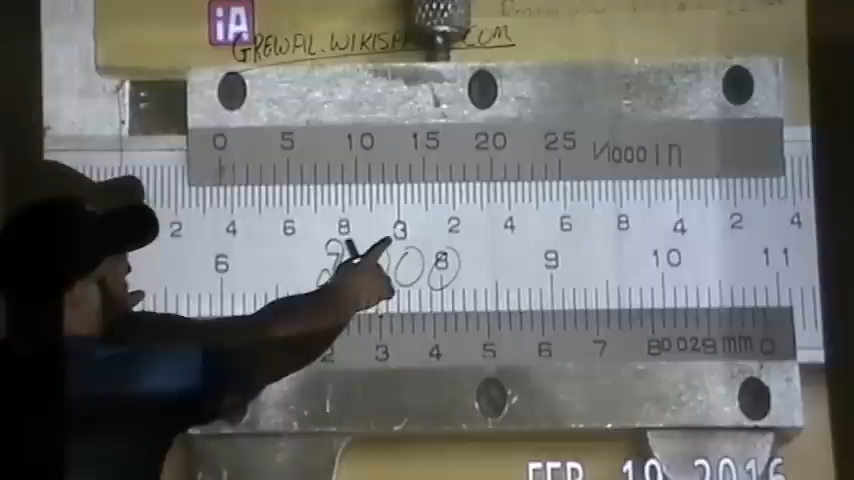 iA
GREWAL.WIKISP COM
0 5 10 15 20 25 1/1000 in
2 4 6 8 3 2 4 6 8 4 2 4
6 8 9 10 11
2 3 4 5 6 7 8 0.02 9 mm 0
FEB 19 2016